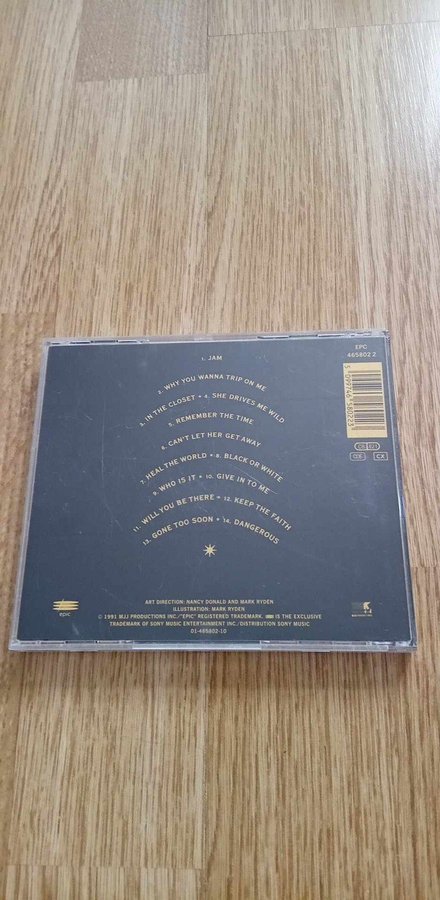 EPC
465802 2
1. JAM
2. WHY YOU WANNA TRIP ON ME
3. IN THE CLOSET • 4. SHE DRIVES ME WILD
5. REMEMBER THE TIME
6. CAN'T LET HER GET AWAY
7. HEAL THE WORLD • 8. BLACK OR WHITE
9. WHO IS IT • 10. GIVE IN TO ME
11. WILL YOU BE THERE • 12. KEEP THE FAITH
13. GONE TOO SOON • 14. DANGEROUS
5 099746 580223
CX
epic
ART DIRECTION: NANCY DONALD AND MARK RYDEN
ILLUSTRATION: MARK RYDEN
© 1991 MJJ PRODUCTIONS INC./"EPIC" REGISTERED TRADEMARK. IS THE EXCLUSIVE
TRADEMARK OF SONY MUSIC ENTERTAINMENT INC./DISTRIBUTION SONY MUSIC
01-465802-10